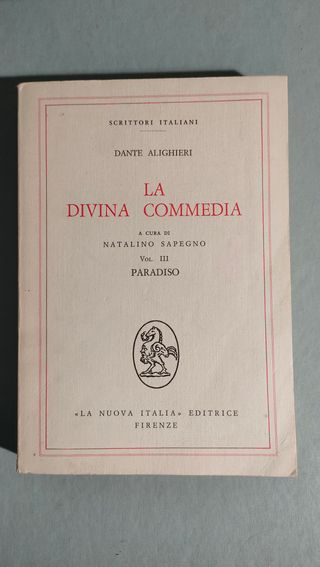 SCRITTORI ITALIANI
DANTE ALIGHIERI
LA
DIVINA COMMEDIA
A CURA DI
NATALINO SAPEGNO
VOL. III
PARADISO
«LA NUOVA ITALIA» EDITRICE
FIRENZE